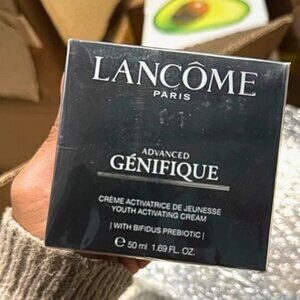 LANCÔME
PARIS
ADVANCED
GÉNIFIQUE
CRÈME ACTIVATRICE DE JEUNESSE
YOUTH ACTIVATING CREAM
| WITH BIFIDUS PREBIOTIC |
℮ 50 ml 1.69 FL. OZ.